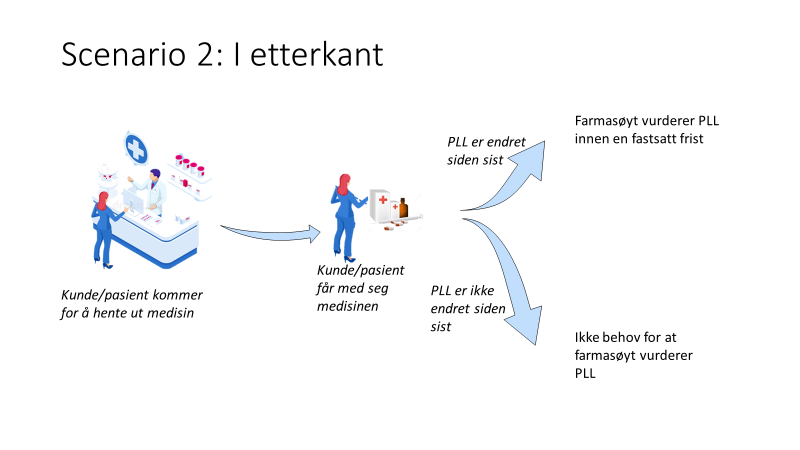 Scenario 2: I etterkant
Farmasøyt vurderer PLL
innen en fastsatt frist
PLL er endret
siden sist
Kunde/pasient kommer
for å hente ut medisin
Kunde/pasient
får med seg
medisinen
PLL er ikke
endret siden
sist
Ikke behov for at
farmasøyt vurderer
PLL